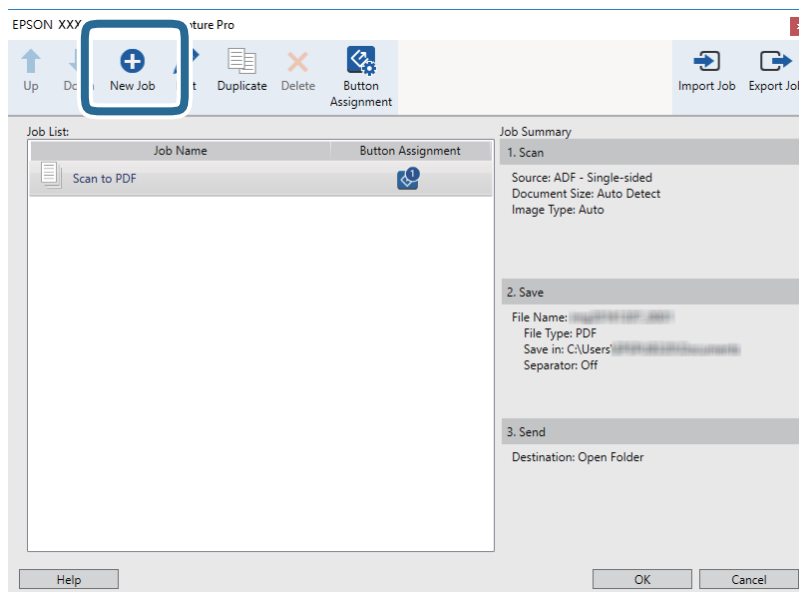 EPSON XXX ture Pro
Up
New Job
Duplicate
Delete
Button
Assignment
Import Job
Export Job
Job List:
Job Name
Button Assignment
Scan to PDF
1
Job Summary
1. Scan
Source: ADF - Single-sided
Document Size: Auto Detect
Image Type: Auto
2. Save
File Name:
File Type: PDF
Save in: C:\Users\
Separator: Off
3. Send
Destination: Open Folder
Help
OK
Cancel